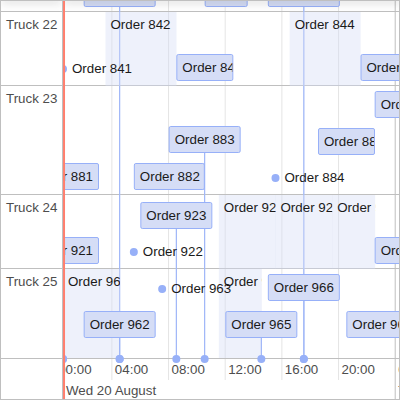 Truck 22
Order 842
Order 844
Order 841
Order 84
Order
Truck 23
Order 883
Order 88
881
Order 882
Order 884
Truck 24
Order 923
Order 92 Order 92 Order
921
Order 922
Truck 25
Order 96
Order 963
Order
Order 966
Order 962
Order 965
Order 9
0:00 04:00 08:00 12:00 16:00 20:00
Wed 20 August